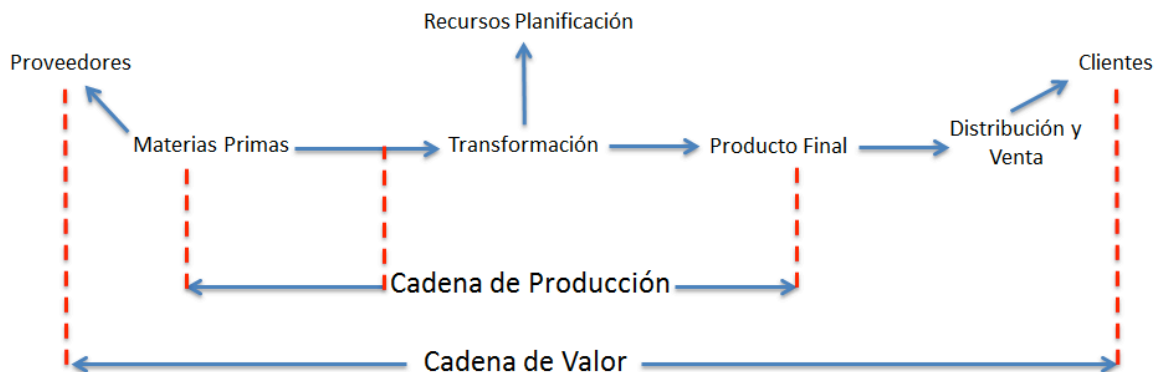 Recursos Planificación
Proveedores
Clientes
Materias Primas
Transformación
Producto Final
Distribución y
Venta
Cadena de Producción
Cadena de Valor